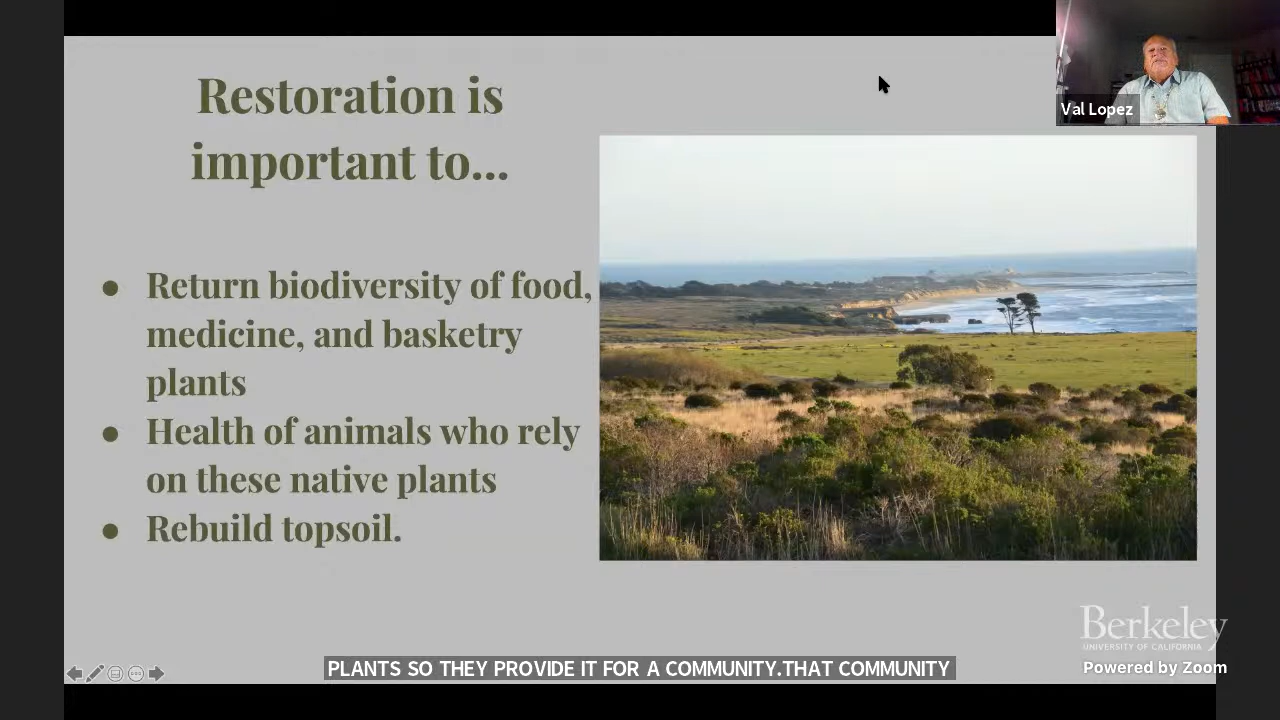 Restoration is
important to...
● Return biodiversity of food,
medicine, and basketry
plants
● Health of animals who rely
on these native plants
● Rebuild topsoil.
Val Lopez
Berkeley
UNIVERSITY OF CALIFORNIA
Powered by Zoom
PLANTS SO THEY PROVIDE IT FOR A COMMUNITY.THAT COMMUNITY